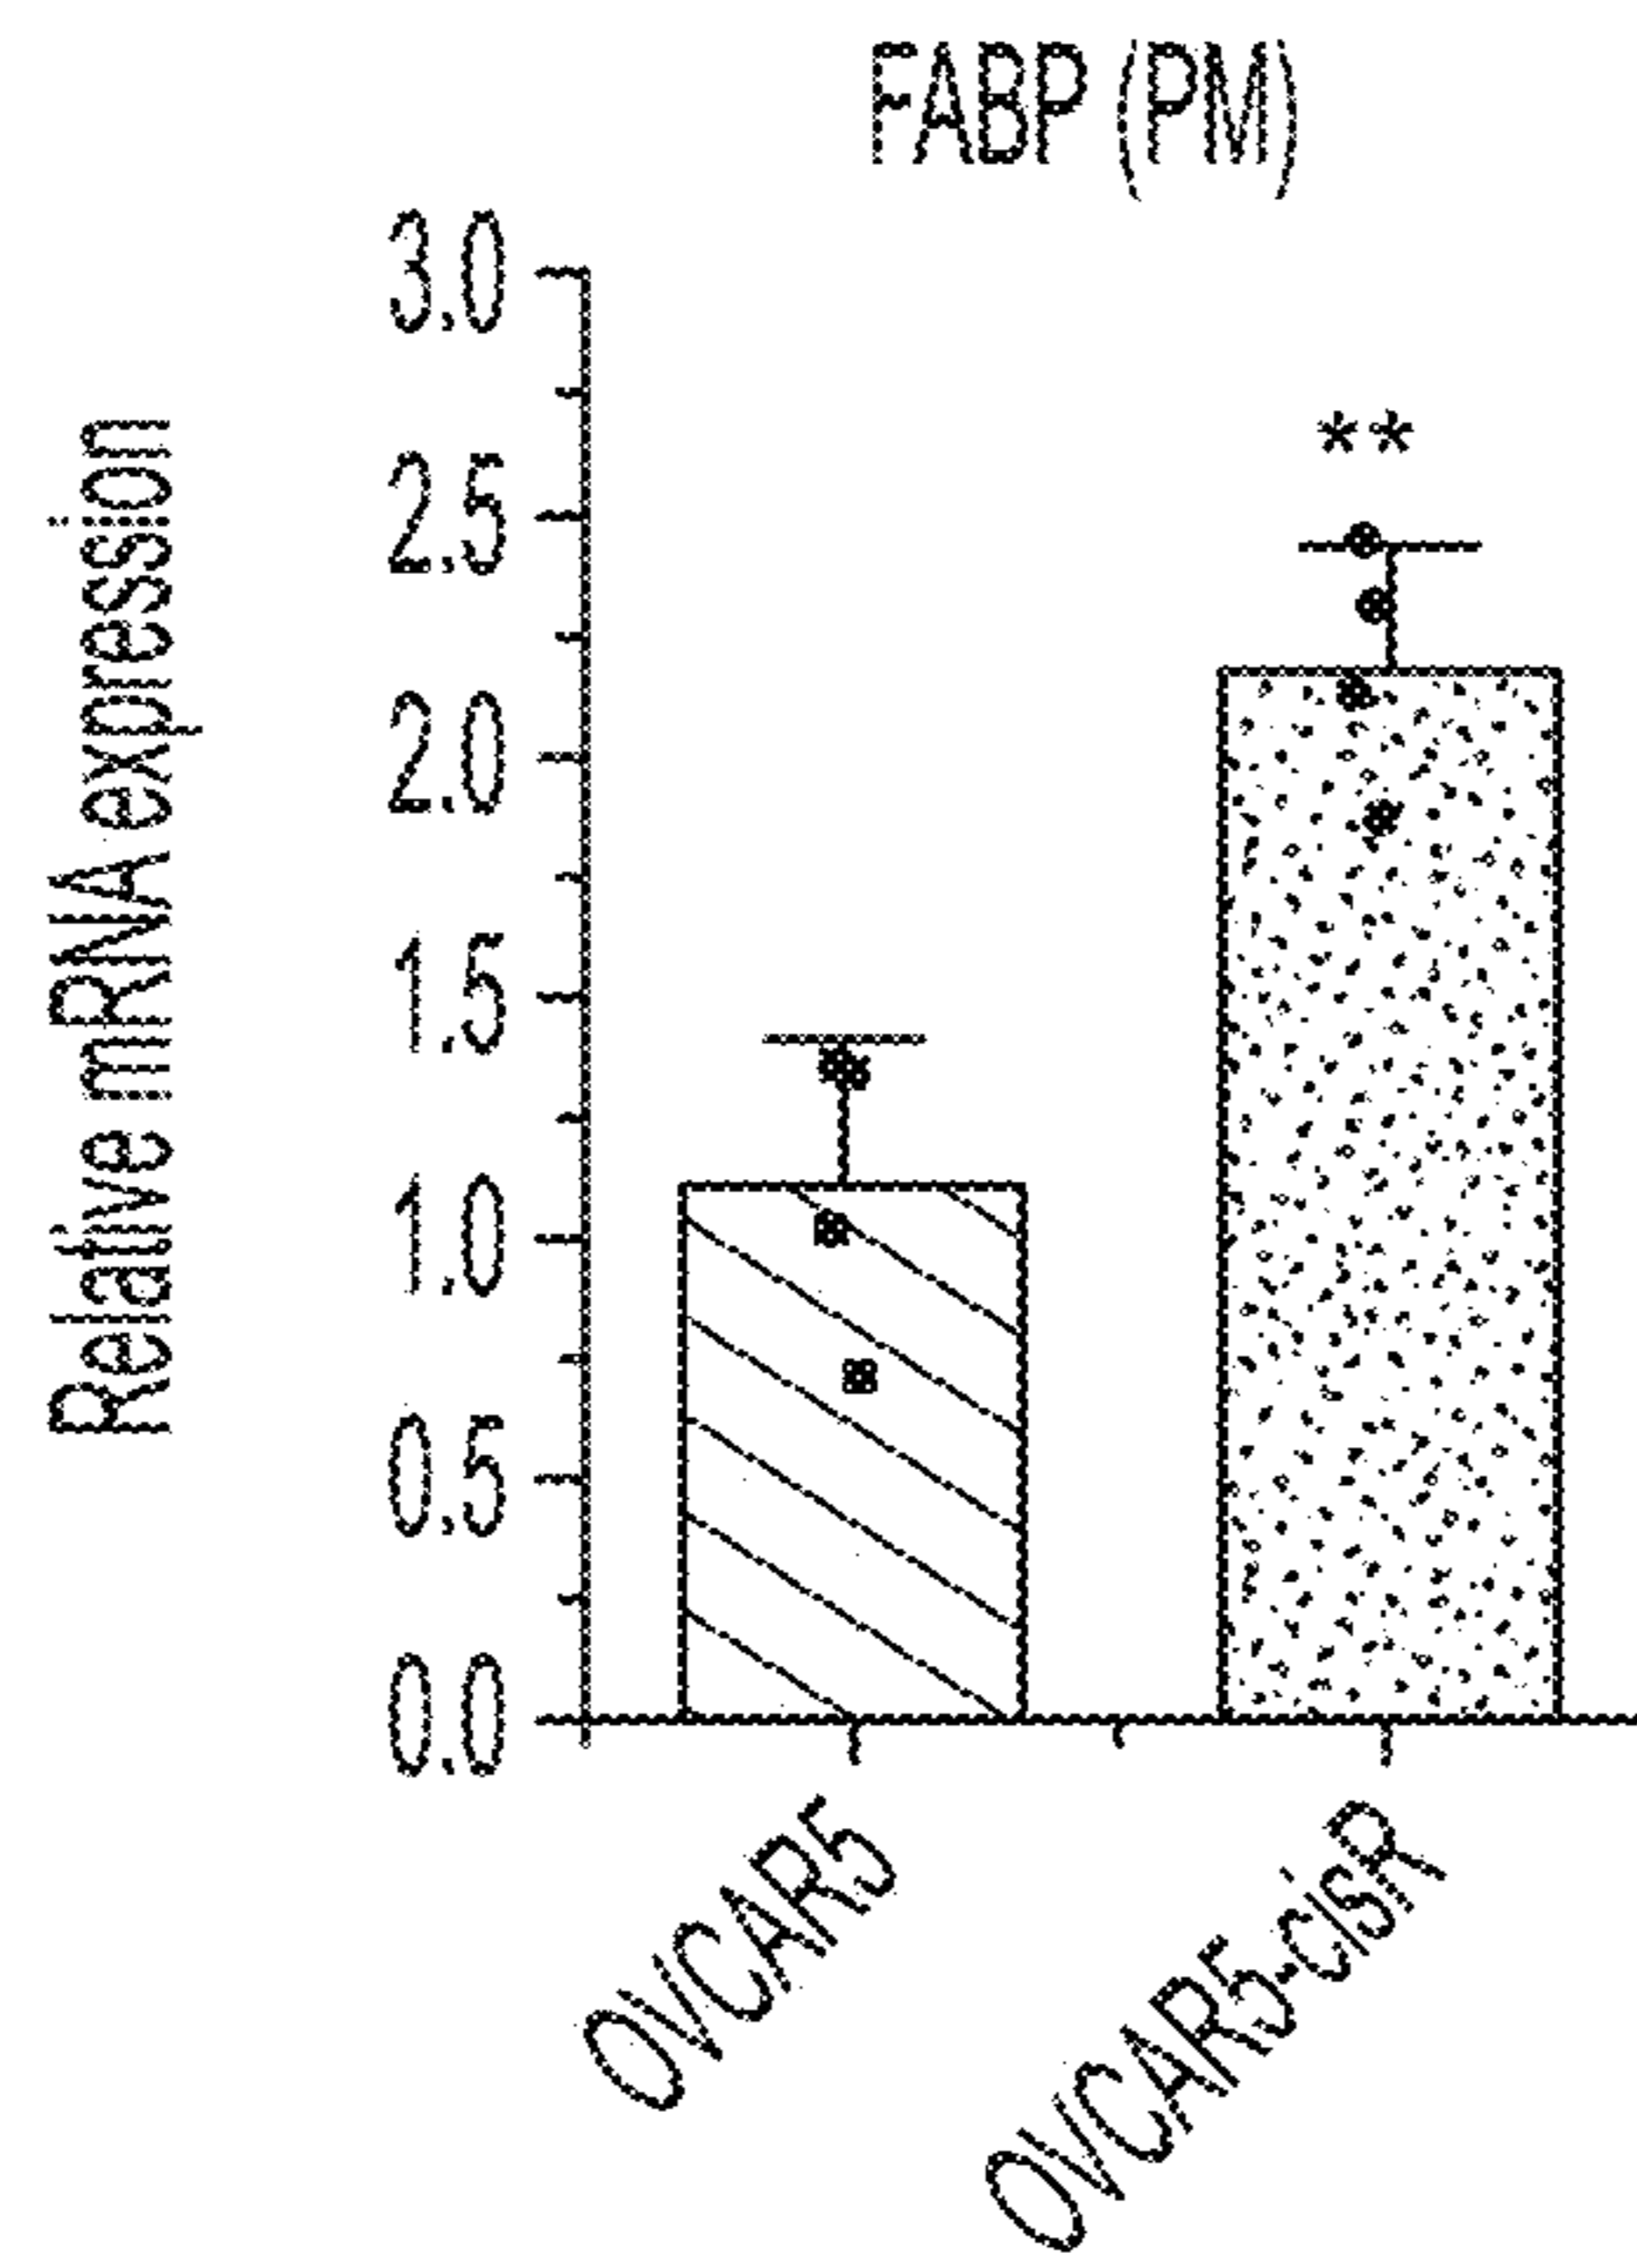 FABP (PM)
Relative mRNA expression
3.0
2.5
2.0
1.5
1.0
0.5
0.0
**
OVCAR5
OVCAR5-cisR